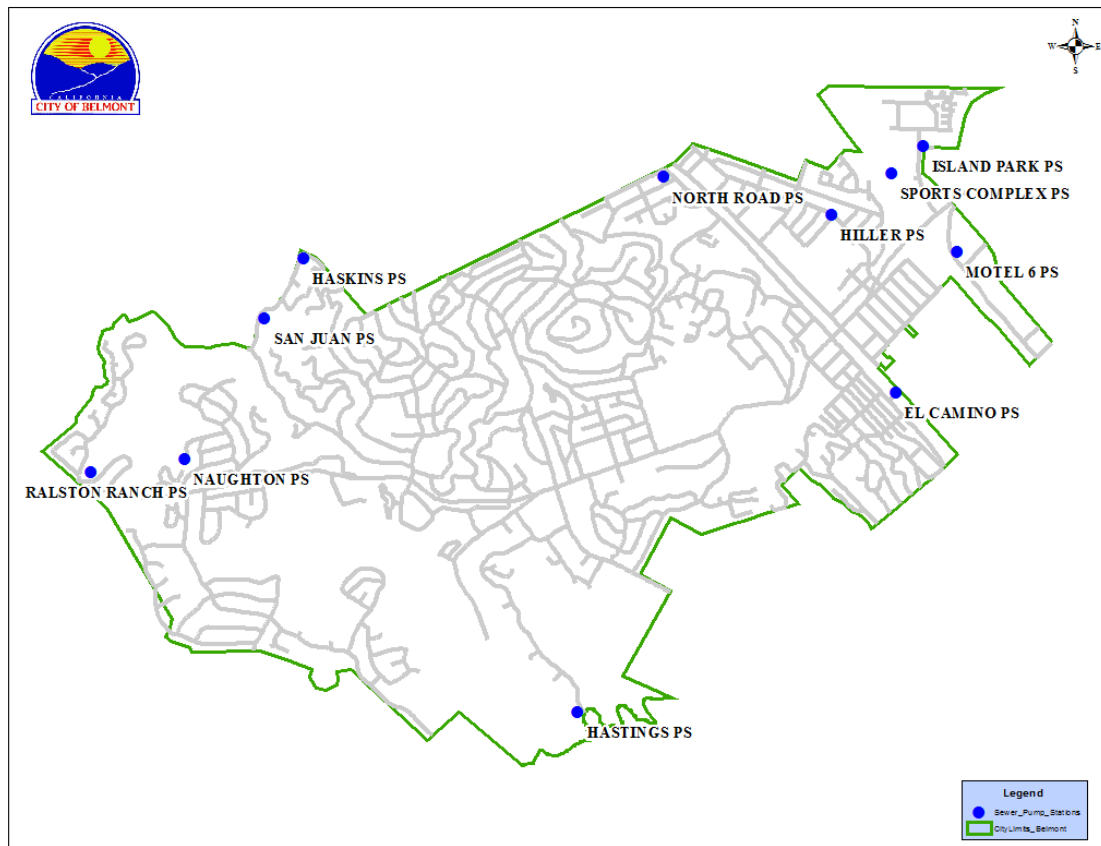 CALIFORNIA
CITY OF BELMONT
N
W E
S
ISLAND PARK PS
SPORTS COMPLEX PS
NORTH ROAD PS
HILLER PS
MOTEL 6 PS
HASKINS PS
SAN JUAN PS
EL CAMINO PS
NAUGHTON PS
RALSTON RANCH PS
HASTINGS PS
Legend
Sewer_Pump_Stations
CityLimits_Belmont